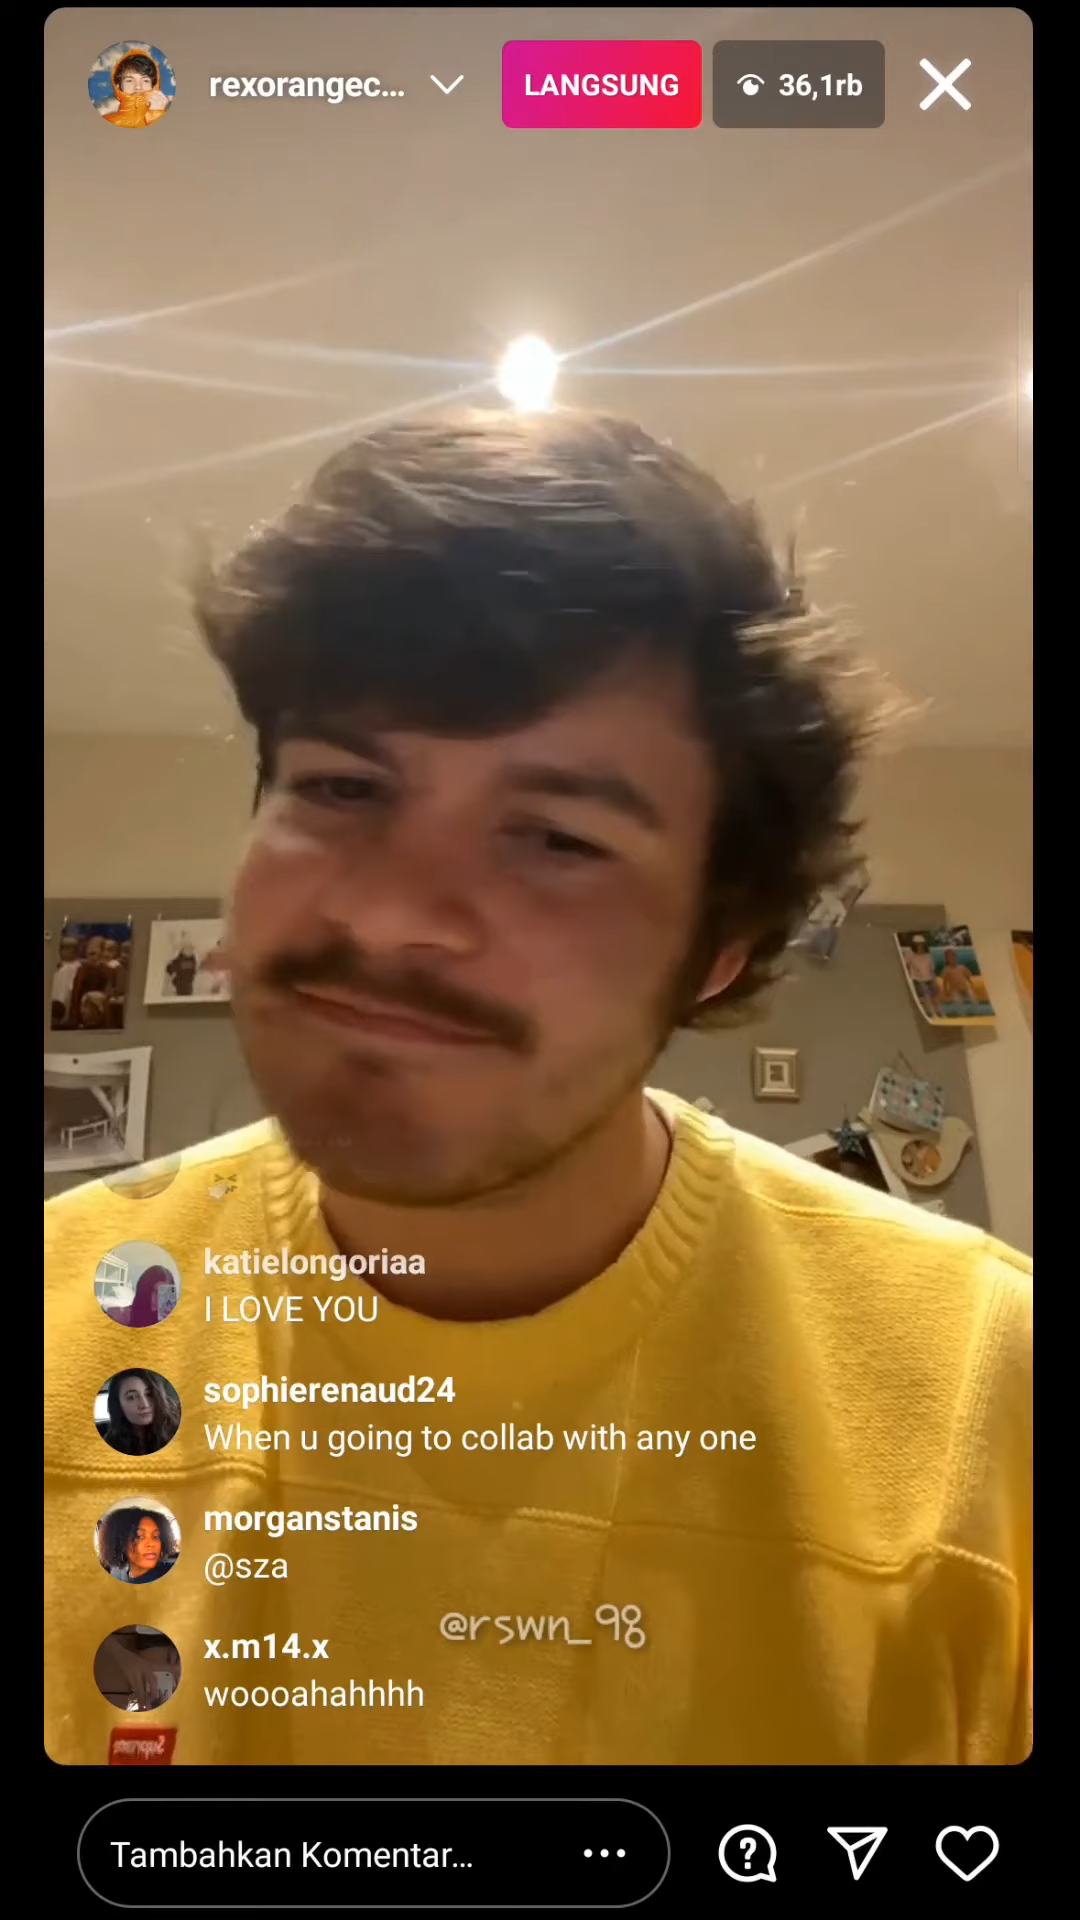 rexorangec...
LANGSUNG
36,1rb
katielongoriaa
I LOVE YOU
sophierenaud24
When u going to collab with any one
morganstanis
@sza
x.m14.x
woooahahhhh
@rswn_98
Tambahkan Komentar...